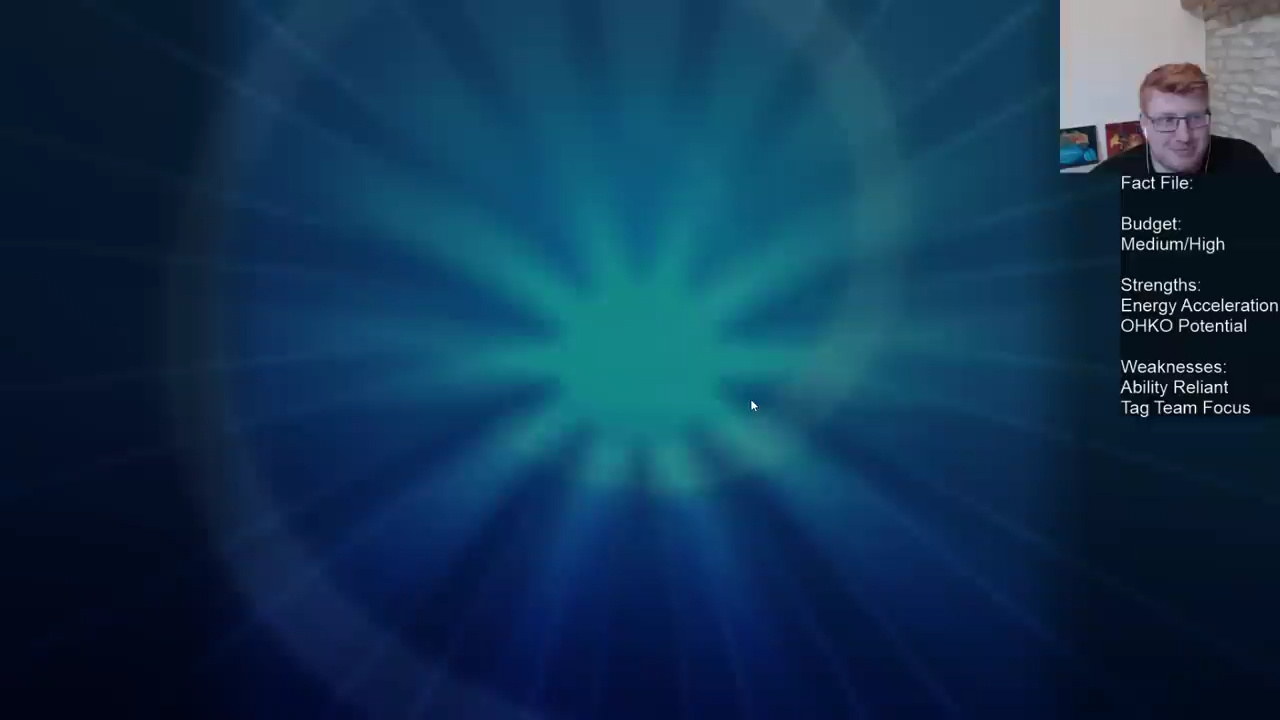 Fact File:
Budget:
Medium/High
Strengths:
Energy Acceleration
OHKO Potential
Weaknesses:
Ability Reliant
Tag Team Focus